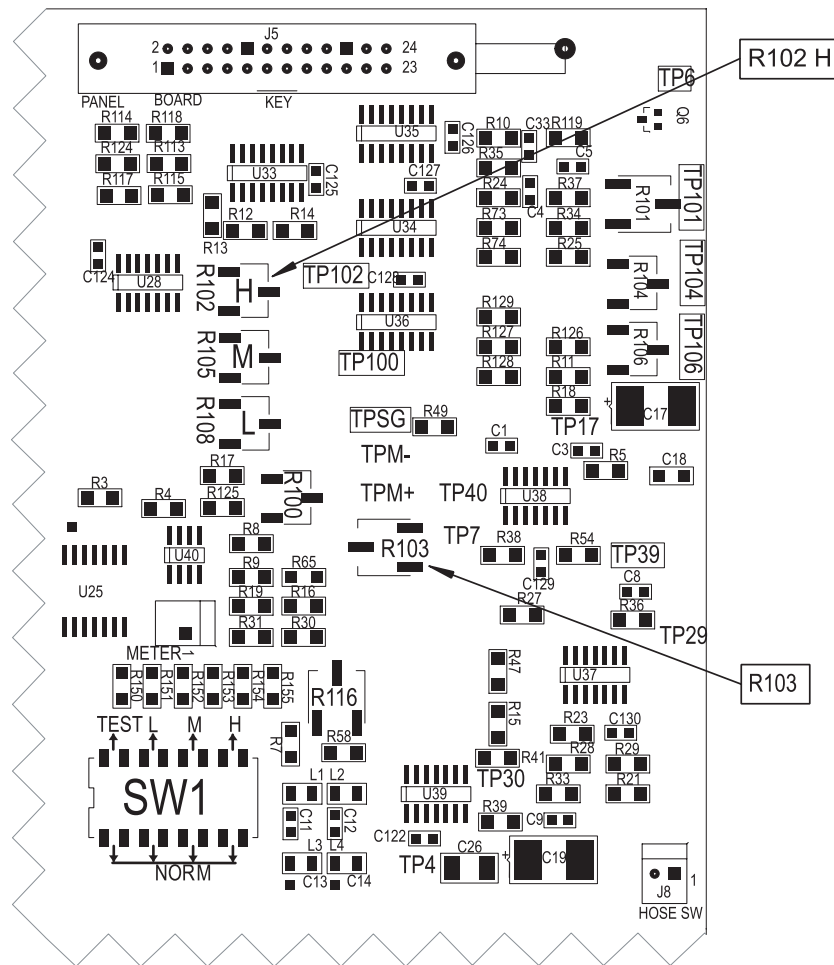 J5
2
24
1
23
PANEL
BOARD
KEY
R102 H
TP6
Q6
R114
R118
R124
R113
R117
R115
U33
C125
U35
C126
C127
R10
C33
R119
R35
C5
R24
C4
R37
R101
TP101
R13
R12
R14
U34
R73
R34
R74
R25
C124
U28
R102
H
TP102
C128
R104
TP104
U36
R129
R105
M
TP100
R127
R126
R106
TP106
R128
R11
R108
L
TPSG
R49
R18
TP17
+
C17
TPM-
C1
C3
R5
C18
R17
R3
R4
R125
R100
TPM+
TP40
U38
R8
U40
R103
TP7
R38
R54
TP39
U25
R9
R65
C129
C8
R19
R16
R27
R36
R31
R30
TP29
METER
1
R150
R151
R152
R153
R154
R155
R116
R47
U37
R103
TEST
L
M
H
R7
R58
R15
R23
C130
R41
R28
R29
SW1
L1
L2
TP30
U39
R33
R21
C11
C12
R39
C9
C122
L3
L4
TP4
C26
+
C19
NORM
C13
C14
J8
1
HOSE SW